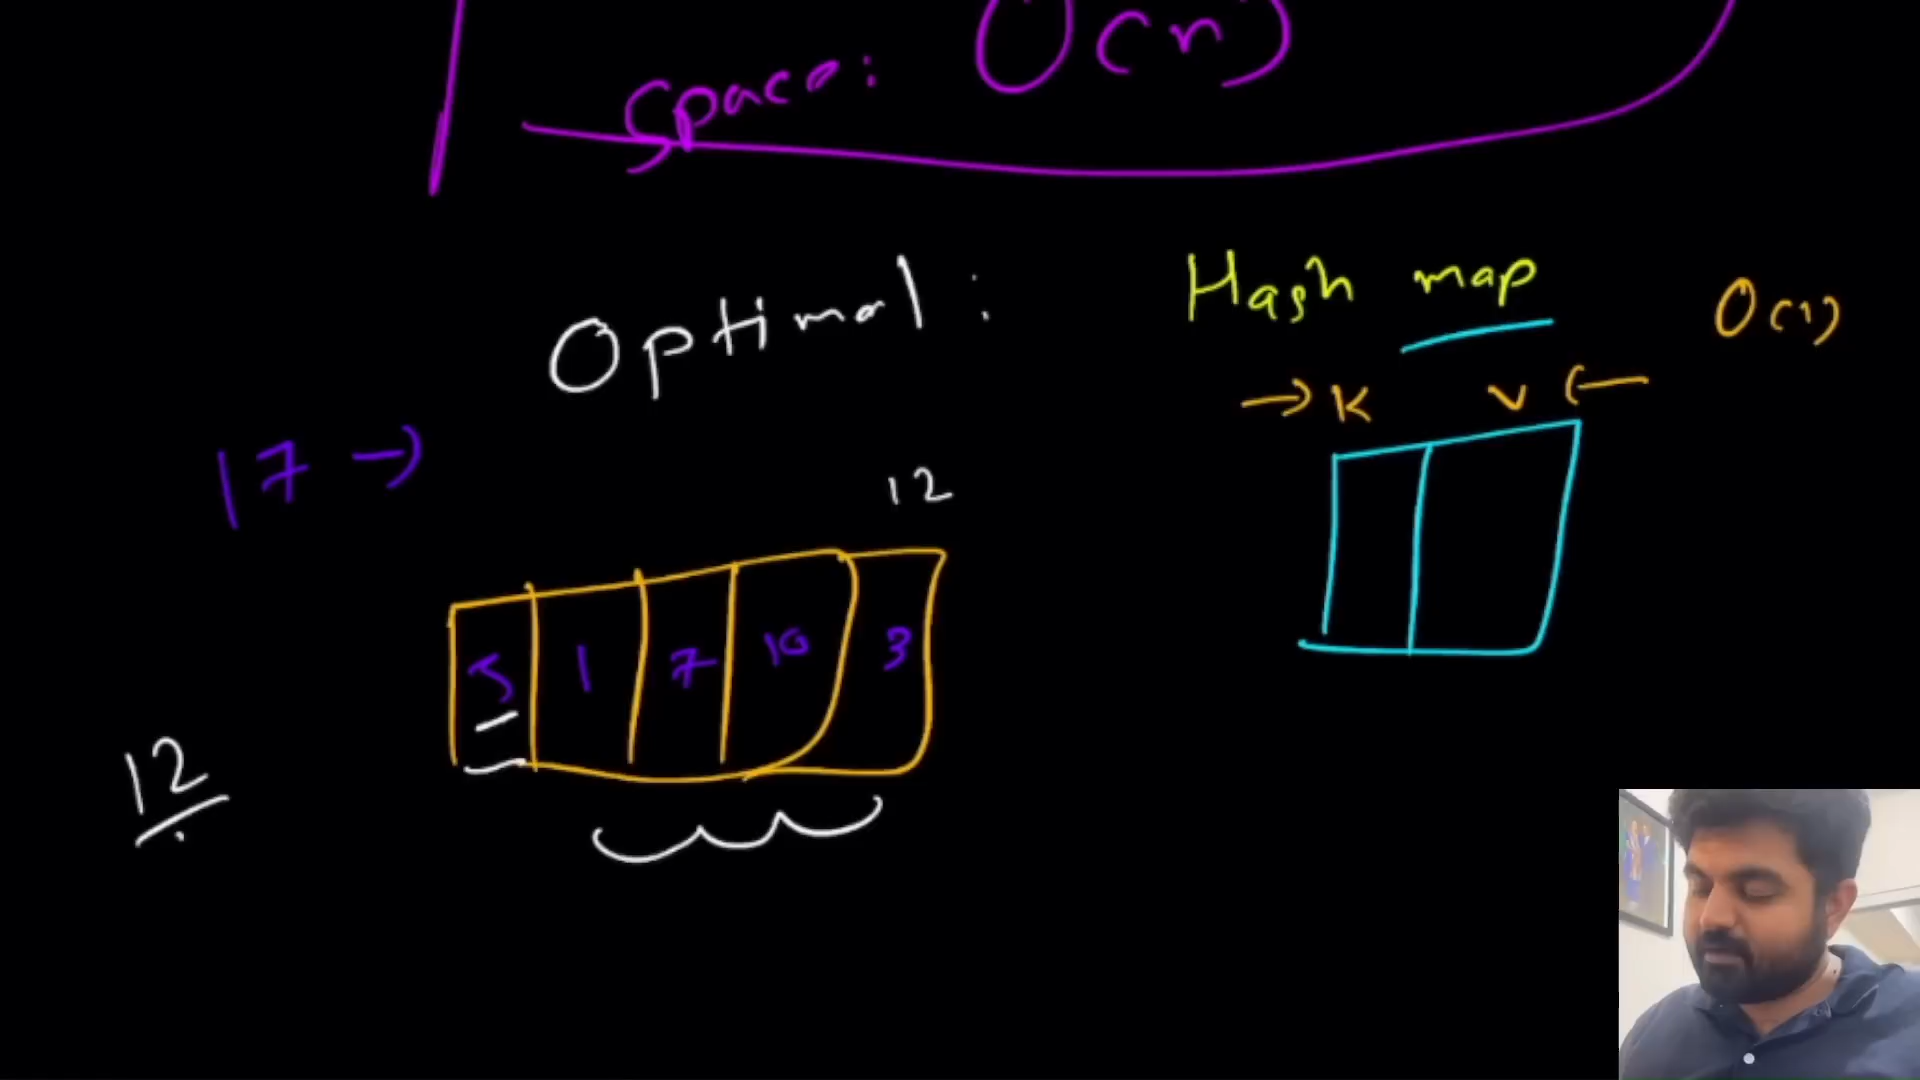 space: O(n)
Optimal:
Hash map
O(1)
K V
17 →
12
5 1 7 10 3
12